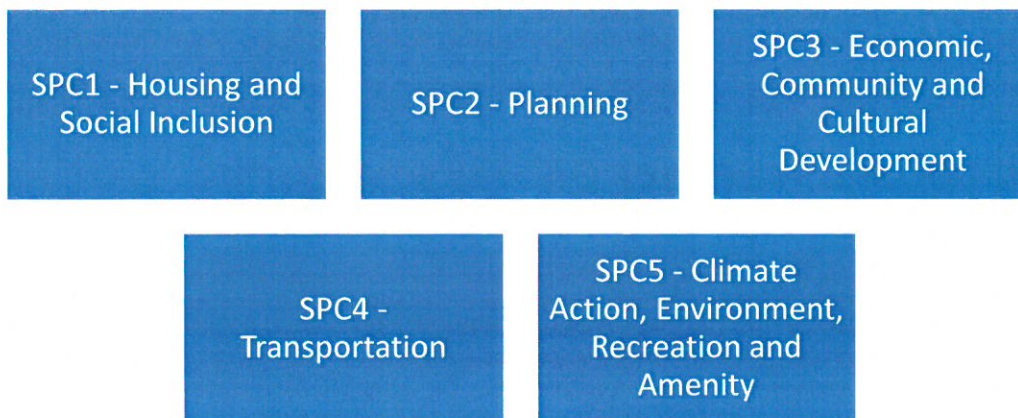 SPC1 - Housing and
Social Inclusion
SPC2 - Planning
SPC3 - Economic,
Community and
Cultural
Development
SPC4 -
Transportation
SPC5 - Climate
Action, Environment,
Recreation and
Amenity